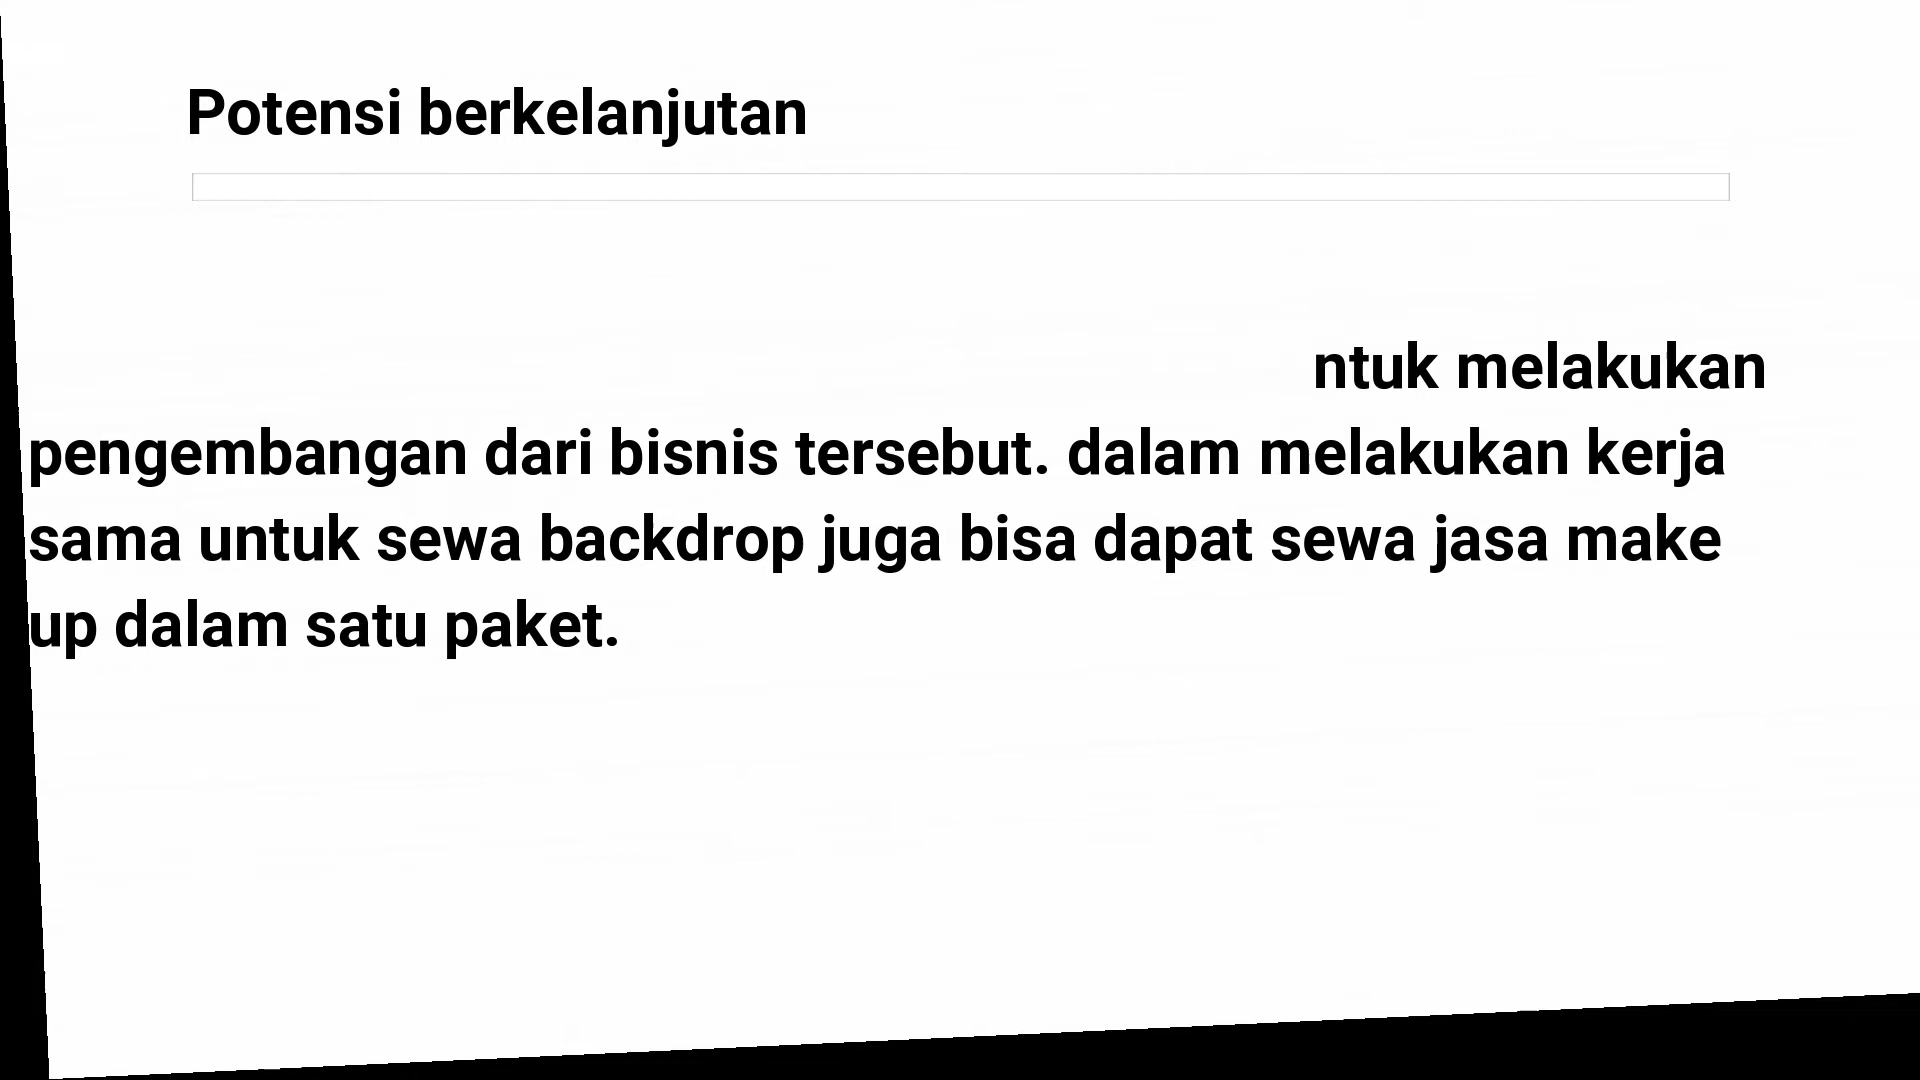 Potensi berkelanjutan
ntuk melakukan
pengembangan dari bisnis tersebut. dalam melakukan kerja
sama untuk sewa backdrop juga bisa dapat sewa jasa make
up dalam satu paket.